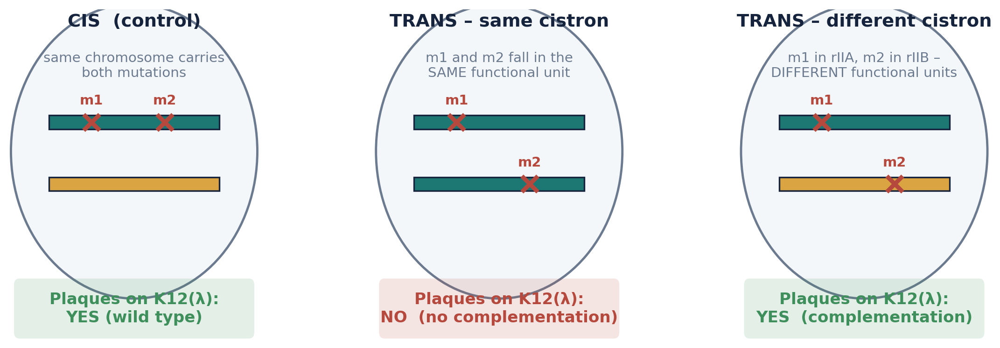 CIS (control)
same chromosome carries
both mutations
m1 m2
Plaques on K12(λ):
YES (wild type)
TRANS – same cistron
m1 and m2 fall in the
SAME functional unit
m1
m2
Plaques on K12(λ):
NO (no complementation)
TRANS – different cistron
m1 in rIIA, m2 in rIIB –
DIFFERENT functional units
m1
m2
Plaques on K12(λ):
YES (complementation)